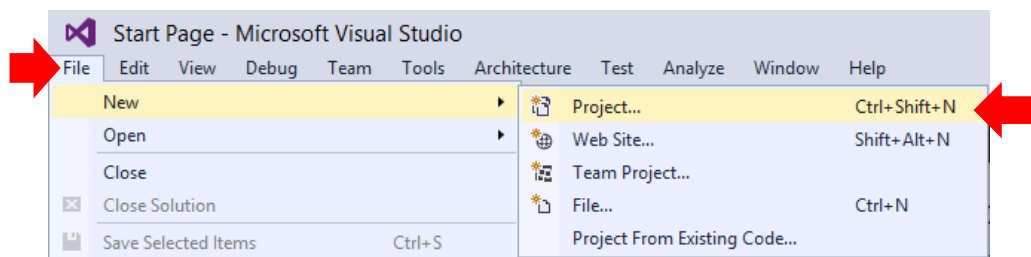 Start Page - Microsoft Visual Studio
File Edit View Debug Team Tools Architecture Test Analyze Window Help
New
Open
Close
Close Solution
Save Selected Items Ctrl+S
Project... Ctrl+Shift+N
Web Site... Shift+Alt+N
Team Project...
File... Ctrl+N
Project From Existing Code...